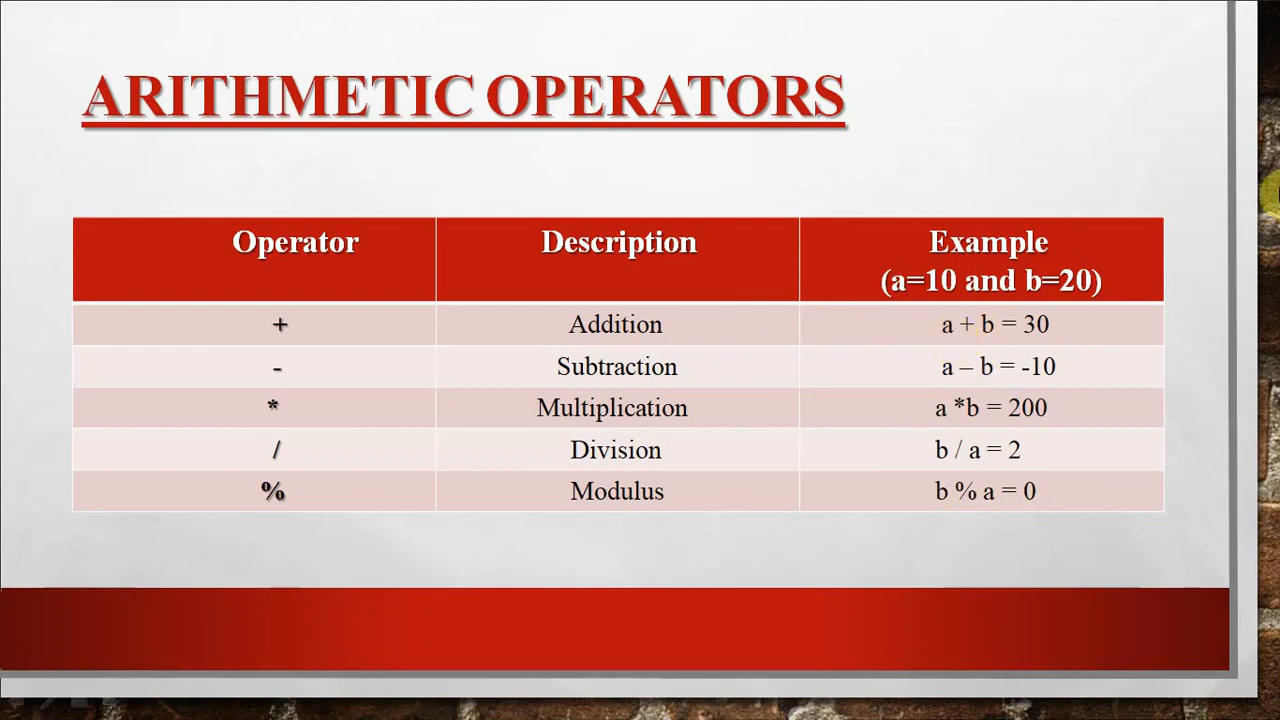 ARITHMETIC OPERATORS
Operator Description Example
(a=10 and b=20)
+ Addition a + b = 30
- Subtraction a – b = -10
* Multiplication a *b = 200
/ Division b / a = 2
% Modulus b % a = 0